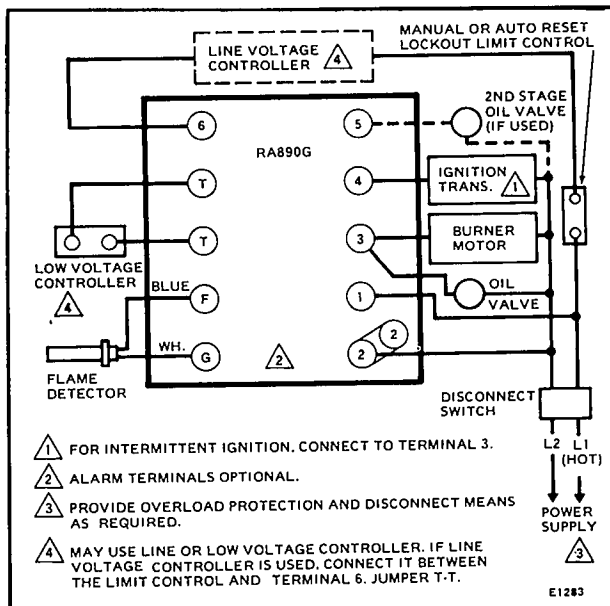 MANUAL OR AUTO RESET
LOCKOUT LIMIT CONTROL
LINE VOLTAGE
CONTROLLER 4
6
5
2ND STAGE
OIL VALVE
(IF USED)
RA890G
T
4
IGNITION
TRANS. 1
T
3
BURNER
MOTOR
LOW VOLTAGE
CONTROLLER
4
BLUE
F
1
OIL
VALVE
WH.
G
2
2
2
FLAME
DETECTOR
DISCONNECT
SWITCH
L2 L1
(HOT)
POWER
SUPPLY
3
1 FOR INTERMITTENT IGNITION. CONNECT TO TERMINAL 3.
2 ALARM TERMINALS OPTIONAL.
3 PROVIDE OVERLOAD PROTECTION AND DISCONNECT MEANS
AS REQUIRED.
4 MAY USE LINE OR LOW VOLTAGE CONTROLLER. IF LINE
VOLTAGE CONTROLLER IS USED, CONNECT IT BETWEEN
THE LIMIT CONTROL AND TERMINAL 6. JUMPER T-T.
E1283